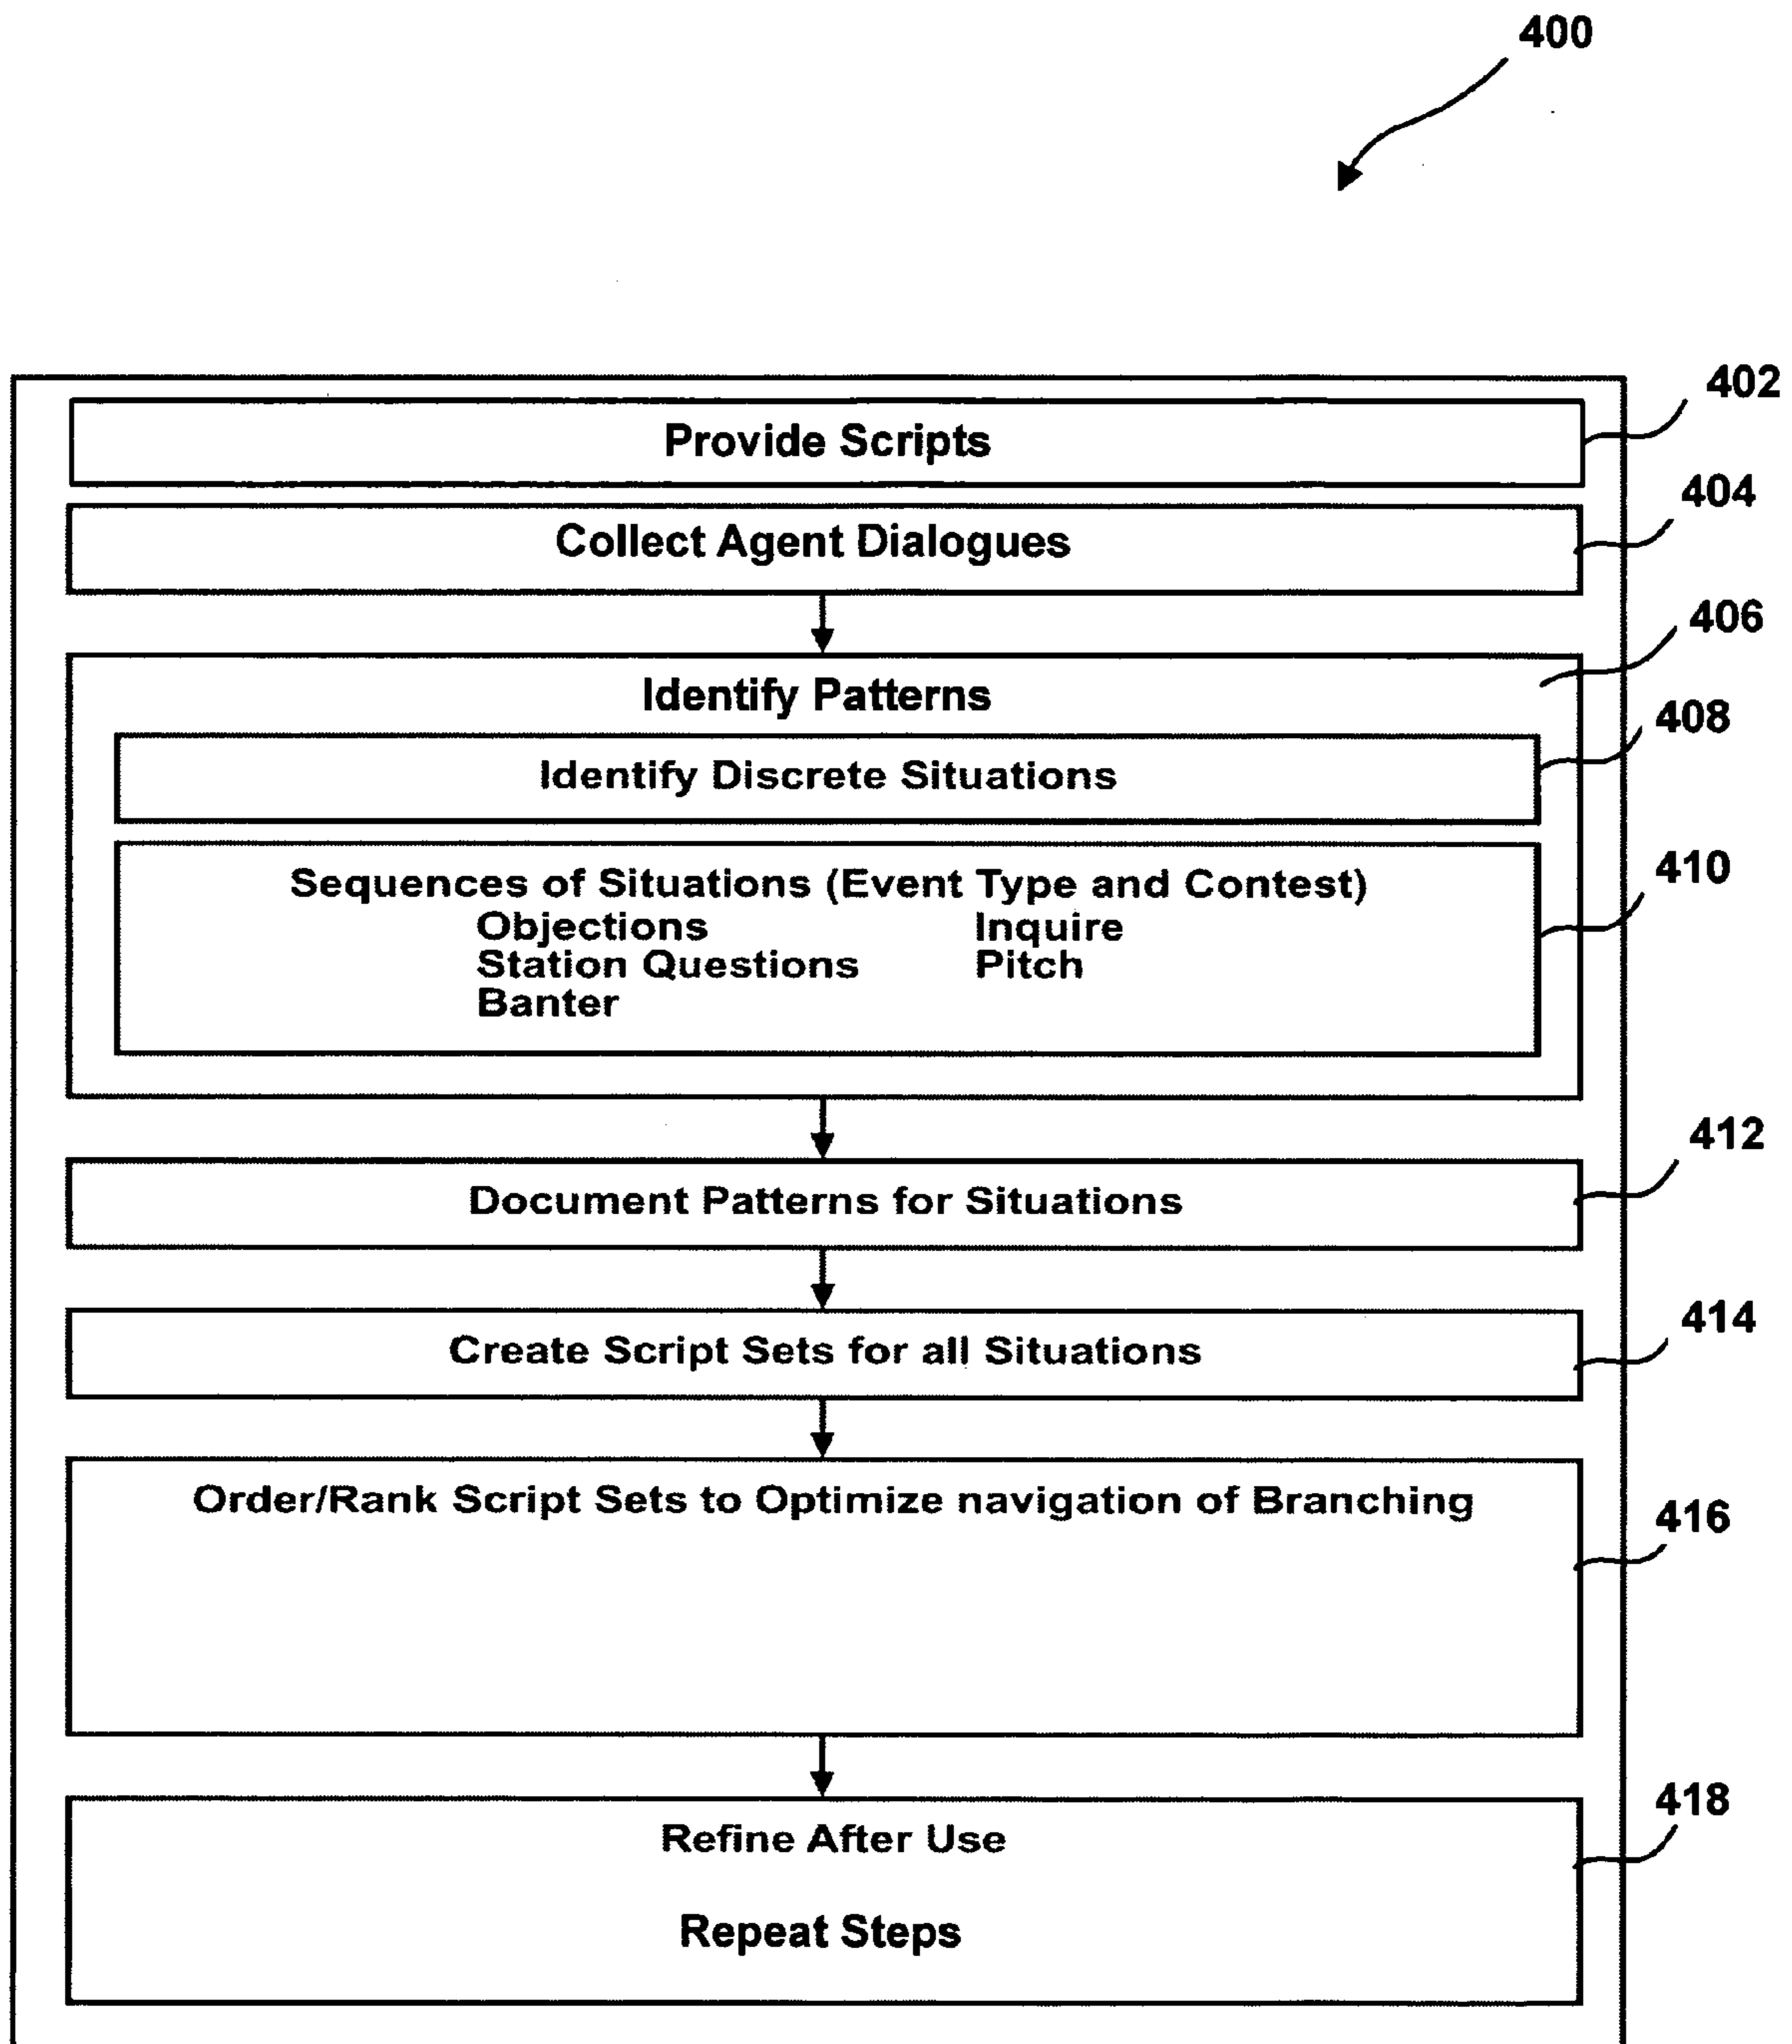 400
402
Provide Scripts
404
Collect Agent Dialogues
406
Identify Patterns
408
Identify Discrete Situations
410
Sequences of Situations (Event Type and Contest)
Objections Inquire
Station Questions Pitch
Banter
412
Document Patterns for Situations
414
Create Script Sets for all Situations
Order/Rank Script Sets to Optimize navigation of Branching
416
418
Refine After Use
Repeat Steps